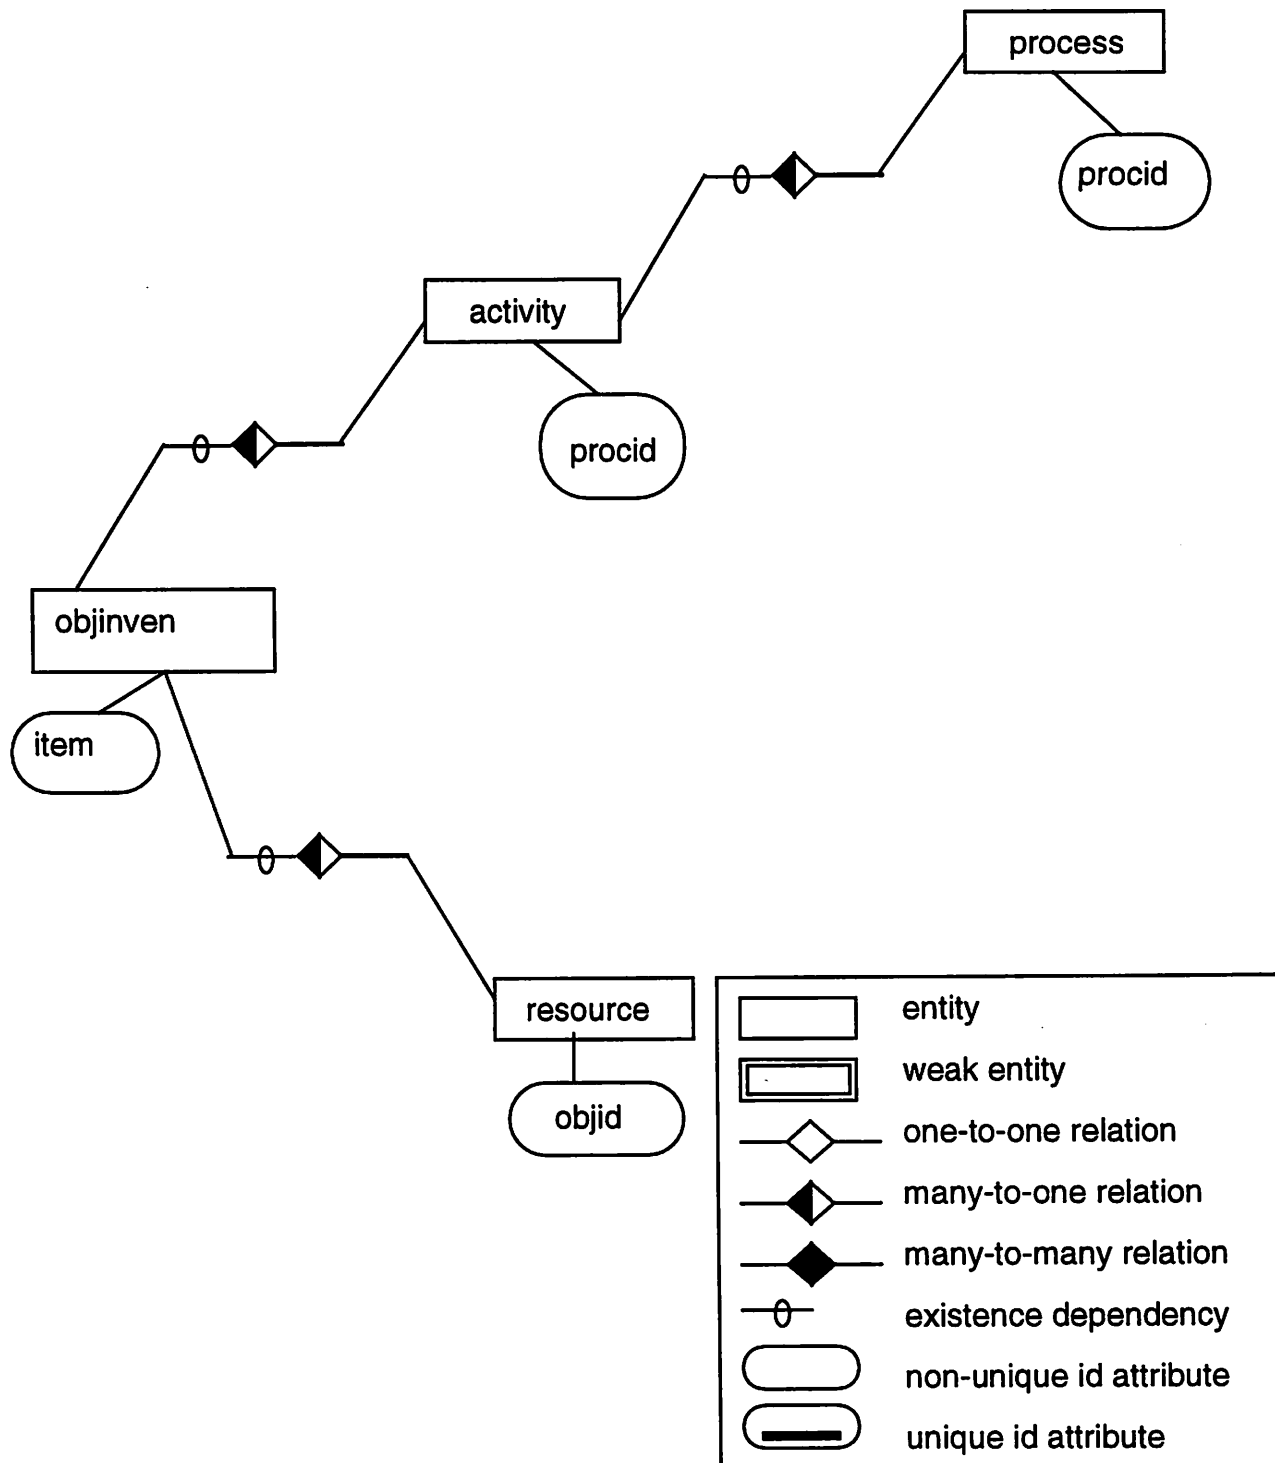 process
procid
activity
procid
objinven
item
resource
objid
entity
weak entity
one-to-one relation
many-to-one relation
many-to-many relation
existence dependency
non-unique id attribute
unique id attribute